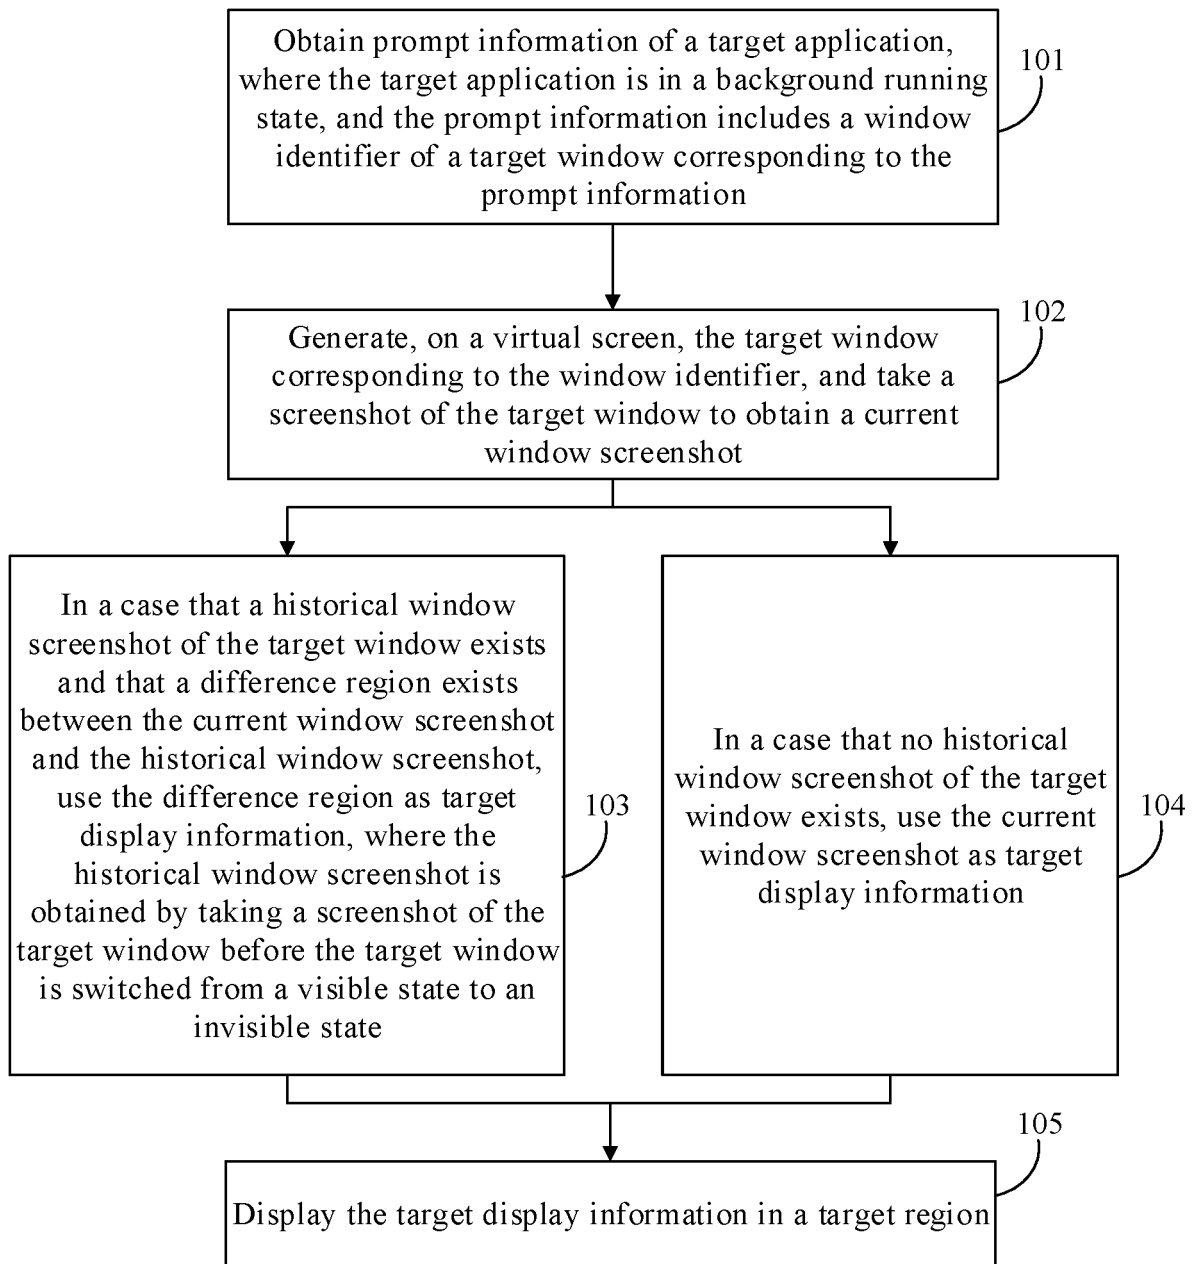 Obtain prompt information of a target application,
where the target application is in a background running
state, and the prompt information includes a window
identifier of a target window corresponding to the
prompt information
101
Generate, on a virtual screen, the target window
corresponding to the window identifier, and take a
screenshot of the target window to obtain a current
window screenshot
102
In a case that a historical window
screenshot of the target window exists
and that a difference region exists
between the current window screenshot
and the historical window screenshot,
use the difference region as target
display information, where the
historical window screenshot is
obtained by taking a screenshot of the
target window before the target window
is switched from a visible state to an
invisible state
103
In a case that no historical
window screenshot of the target
window exists, use the current
window screenshot as target
display information
104
Display the target display information in a target region
105